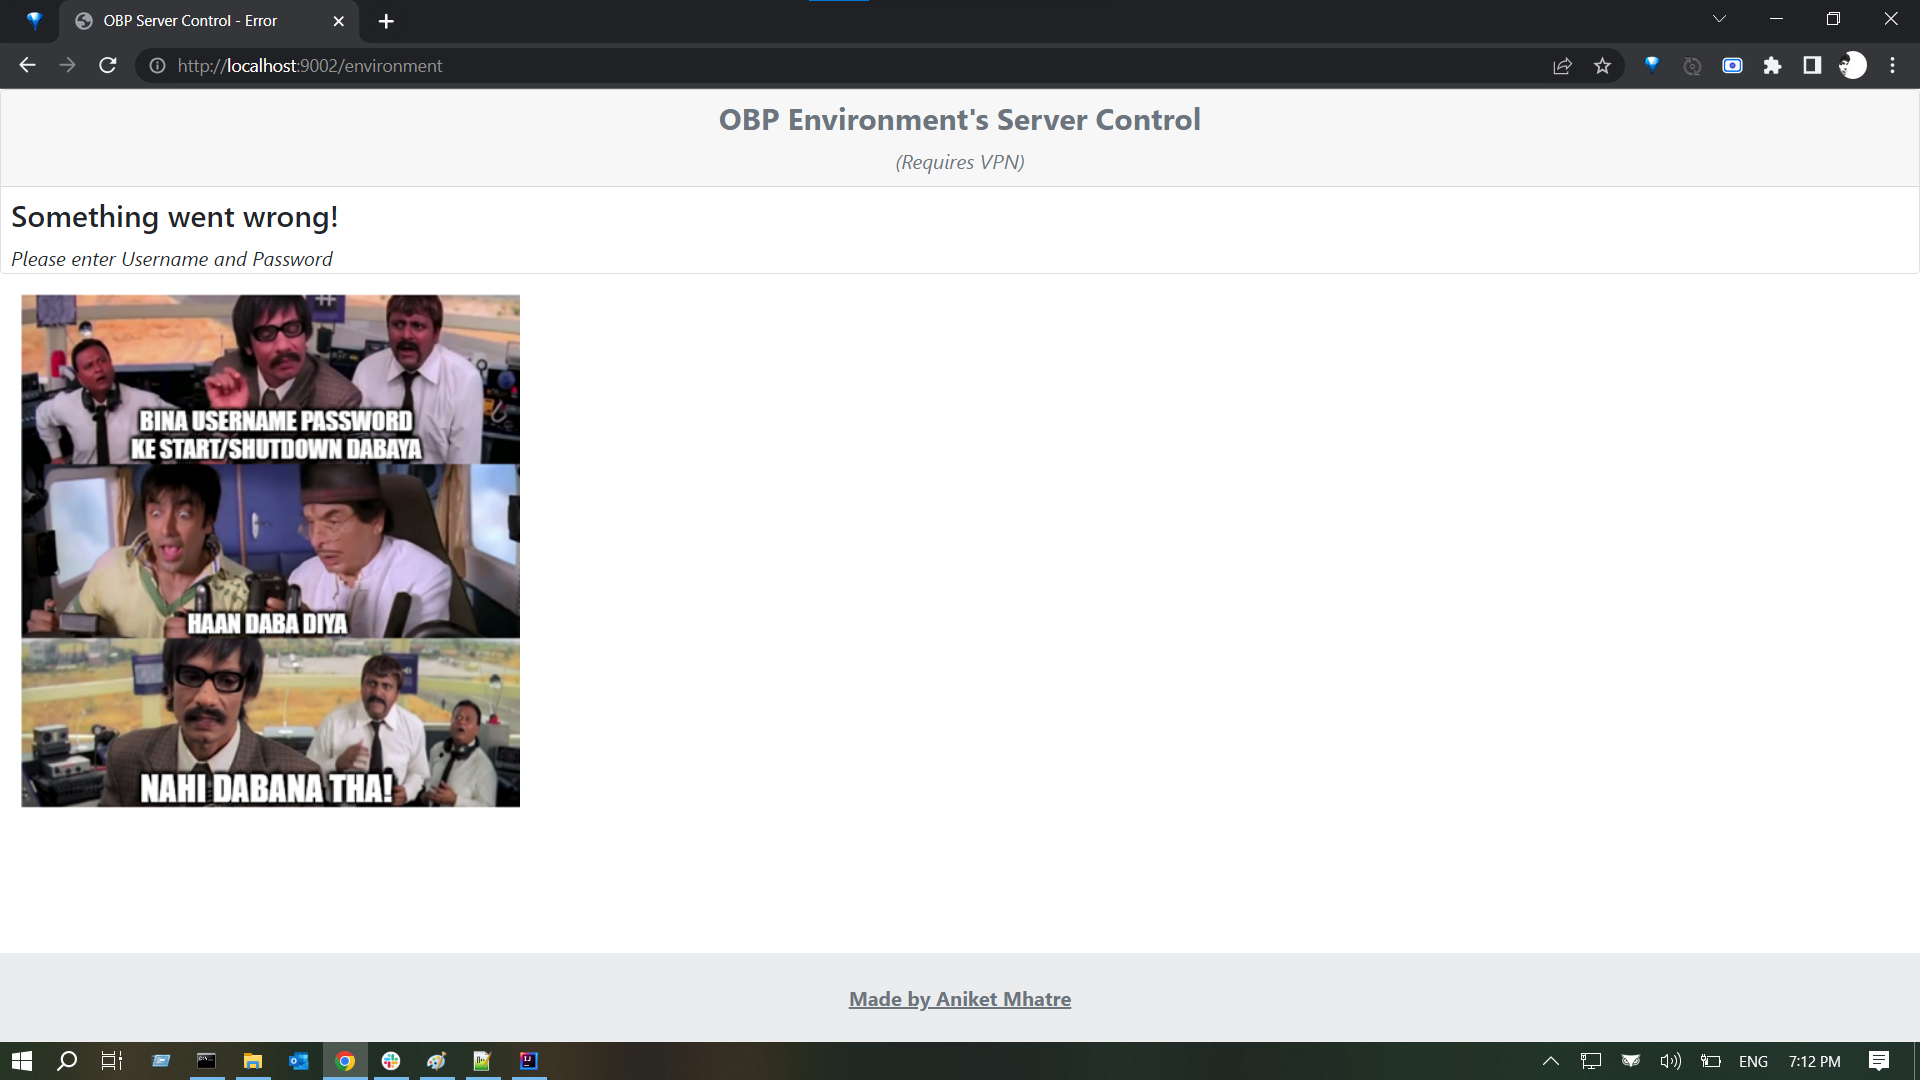 OBP Server Control - Error
http://localhost:9002/environment
OBP Environment's Server Control
(Requires VPN)
Something went wrong!
Please enter Username and Password
BINA USERNAME PASSWORD
KE START/SHUTDOWN DABAYA
HAAN DABA DIYA
NAHI DABANA THA!
Made by Aniket Mhatre
ENG
7:12 PM